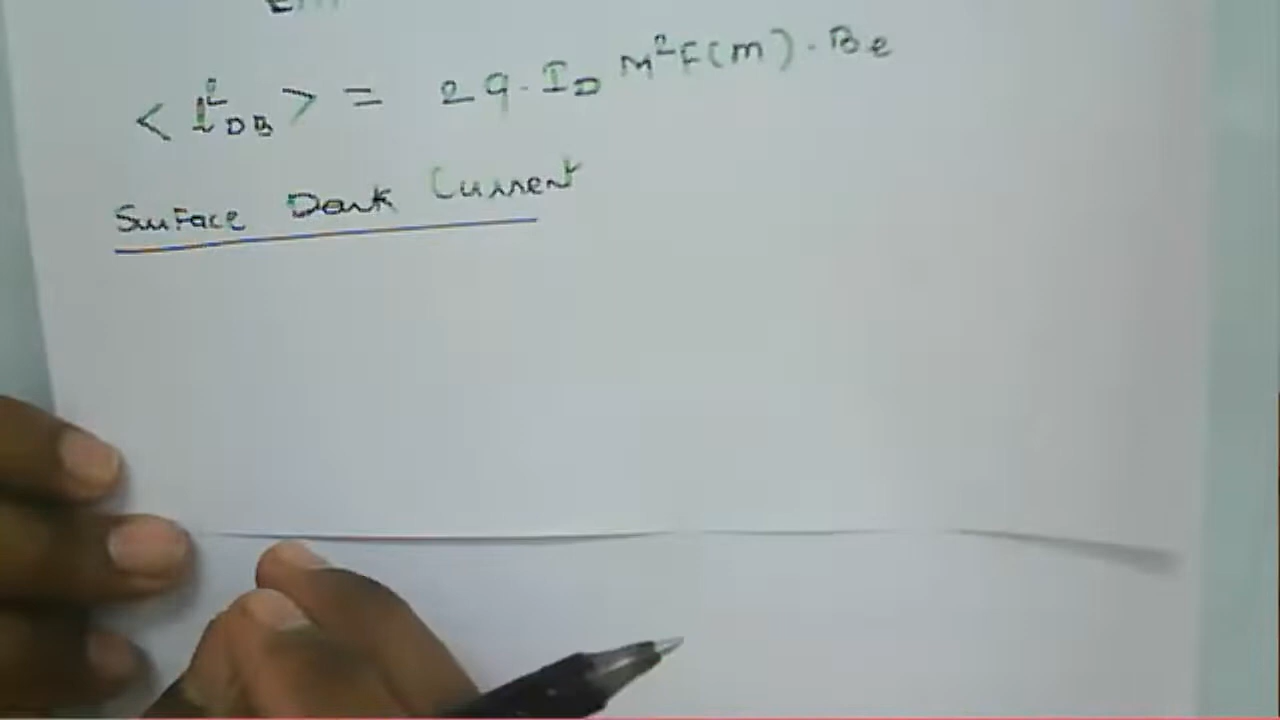 < i²DB > = 2q. ID M²F(m). Be
Surface Dark Current